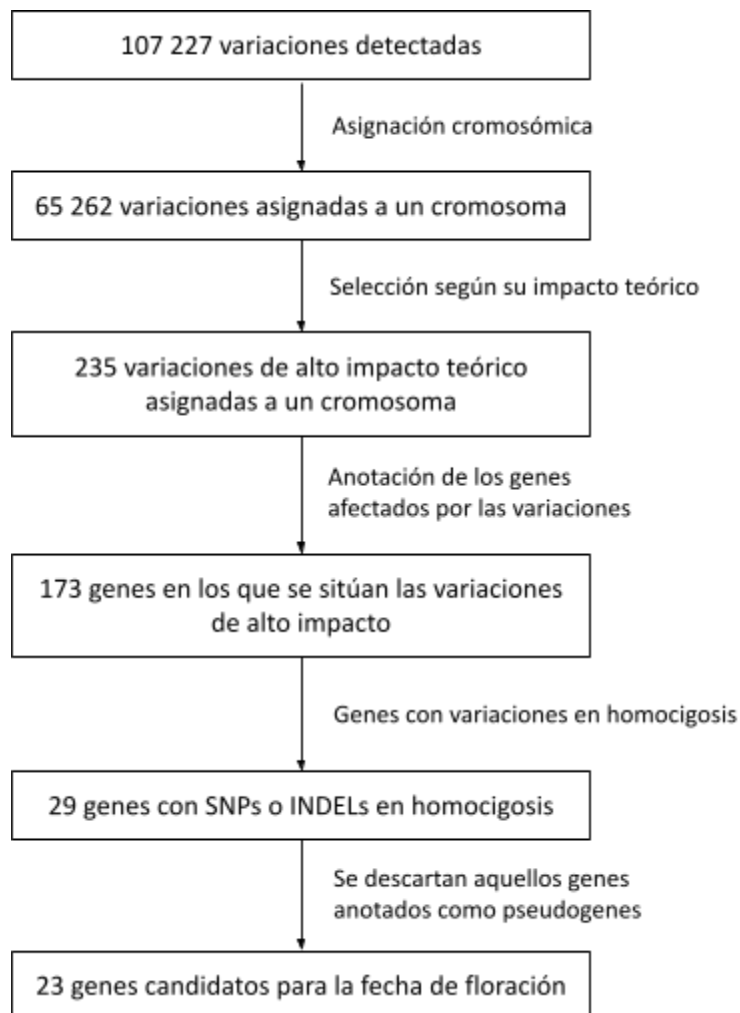 107 227 variaciones detectadas
Asignación cromosómica
65 262 variaciones asignadas a un cromosoma
Selección según su impacto teórico
235 variaciones de alto impacto teórico
asignadas a un cromosoma
Anotación de los genes
afectados por las variaciones
173 genes en los que se sitúan las variaciones
de alto impacto
Genes con variaciones en homocigosis
29 genes con SNPs o INDELs en homocigosis
Se descartan aquellos genes
anotados como pseudogenes
23 genes candidatos para la fecha de floración